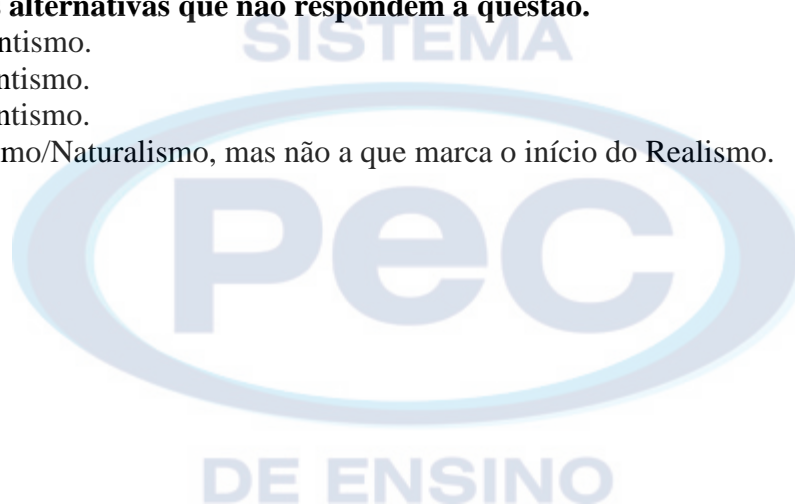 alternativas que não respondem à questão.
ntismo.
ntismo.
ntismo.
mo/Naturalismo, mas não a que marca o início do Realismo.
SISTEMA
Pec
DE ENSINO